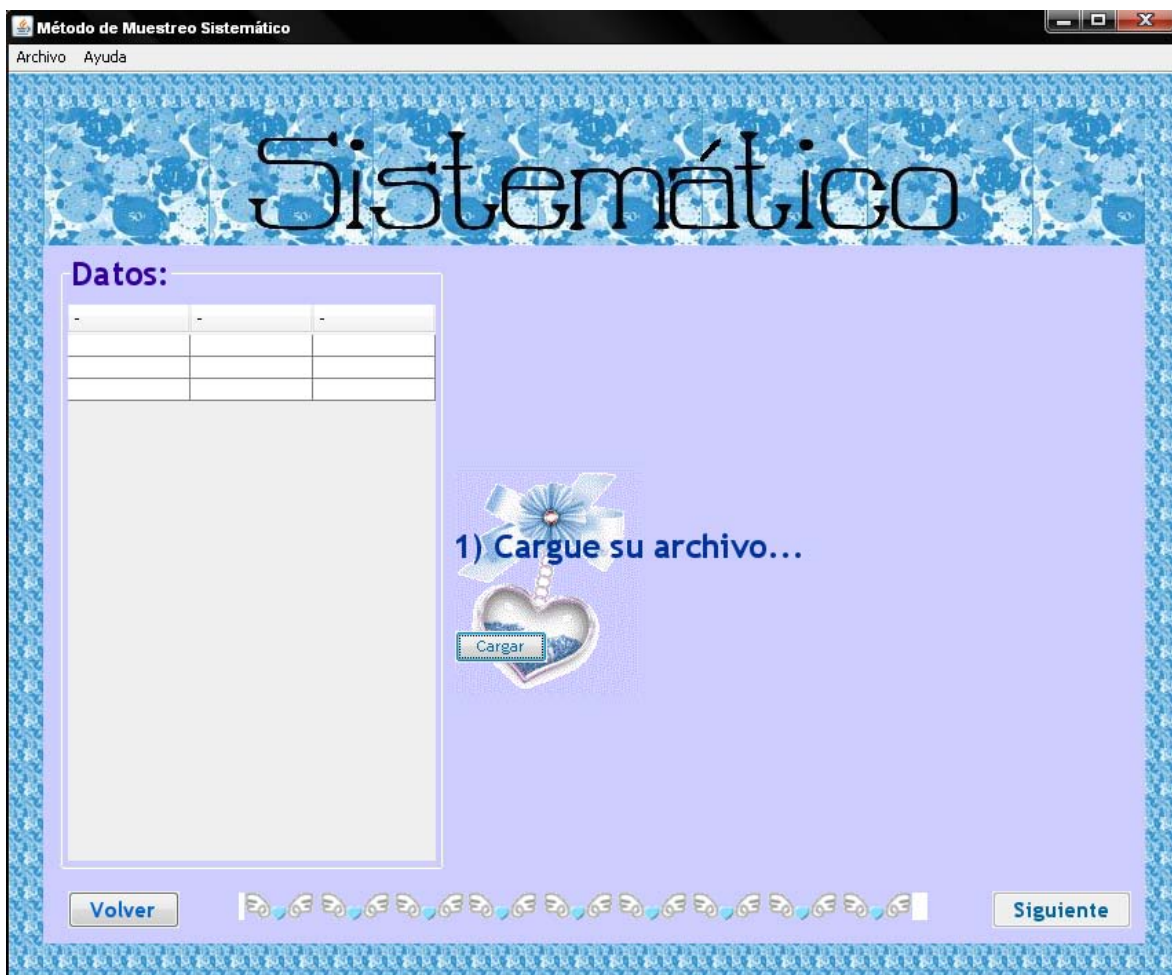 Método de Muestreo Sistemático
Archivo Ayuda
Sistemático
Datos:
- - -
1) Cargue su archivo...
Cargar
Volver
Siguiente